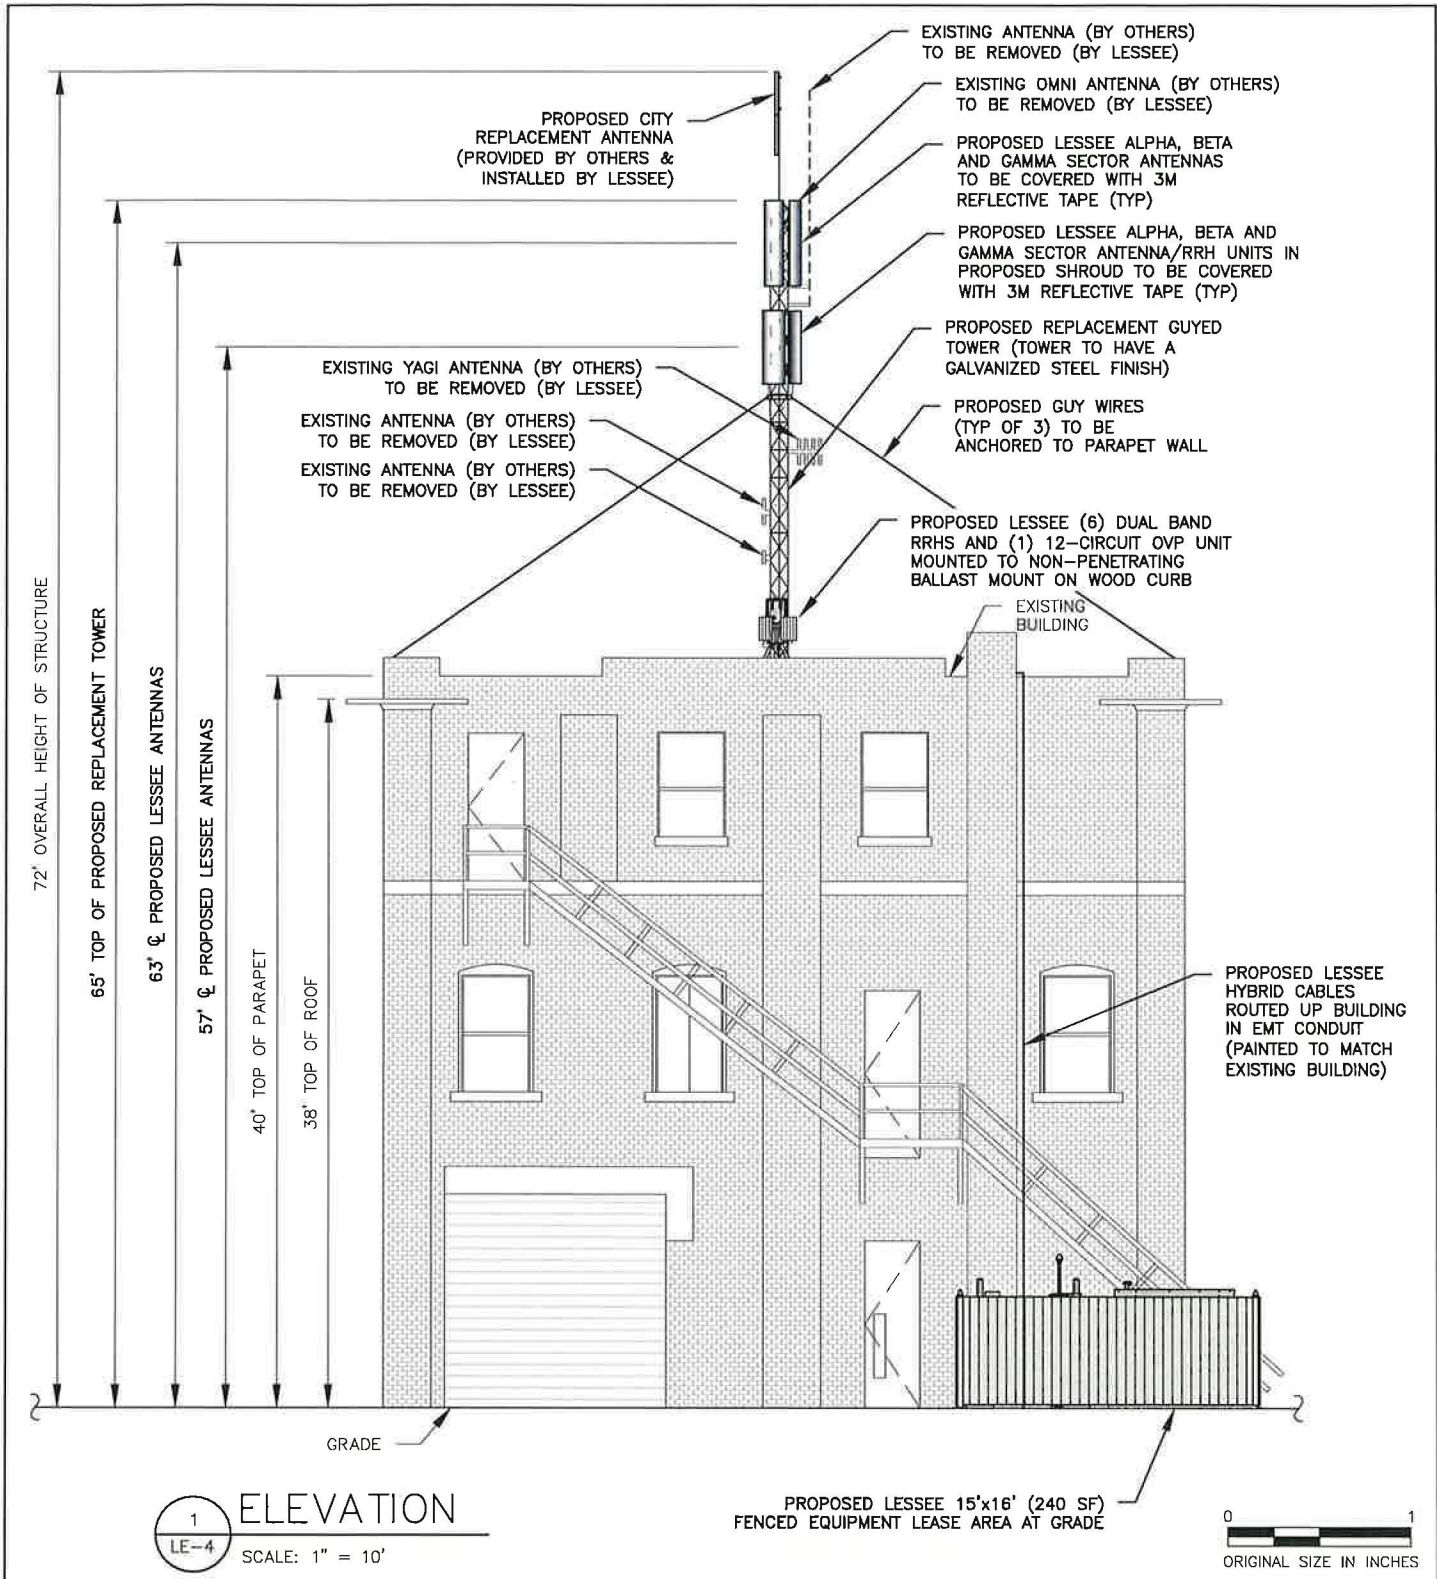 EXISTING ANTENNA (BY OTHERS)
TO BE REMOVED (BY LESSEE)
EXISTING OMNI ANTENNA (BY OTHERS)
TO BE REMOVED (BY LESSEE)
PROPOSED CITY
REPLACEMENT ANTENNA
(PROVIDED BY OTHERS &
INSTALLED BY LESSEE)
PROPOSED LESSEE ALPHA, BETA
AND GAMMA SECTOR ANTENNAS
TO BE COVERED WITH 3M
REFLECTIVE TAPE (TYP)
PROPOSED LESSEE ALPHA, BETA AND
GAMMA SECTOR ANTENNA/RRH UNITS IN
PROPOSED SHROUD TO BE COVERED
WITH 3M REFLECTIVE TAPE (TYP)
PROPOSED REPLACEMENT GUYED
TOWER (TOWER TO HAVE A
GALVANIZED STEEL FINISH)
EXISTING YAGI ANTENNA (BY OTHERS)
TO BE REMOVED (BY LESSEE)
PROPOSED GUY WIRES
(TYP OF 3) TO BE
ANCHORED TO PARAPET WALL
EXISTING ANTENNA (BY OTHERS)
TO BE REMOVED (BY LESSEE)
EXISTING ANTENNA (BY OTHERS)
TO BE REMOVED (BY LESSEE)
PROPOSED LESSEE (6) DUAL BAND
RRHS AND (1) 12-CIRCUIT OVP UNIT
MOUNTED TO NON-PENETRATING
BALLAST MOUNT ON WOOD CURB
EXISTING
BUILDING
72' OVERALL HEIGHT OF STRUCTURE
65' TOP OF PROPOSED REPLACEMENT TOWER
63' ℄ PROPOSED LESSEE ANTENNAS
57' ℄ PROPOSED LESSEE ANTENNAS
40' TOP OF PARAPET
38' TOP OF ROOF
PROPOSED LESSEE
HYBRID CABLES
ROUTED UP BUILDING
IN EMT CONDUIT
(PAINTED TO MATCH
EXISTING BUILDING)
GRADE
PROPOSED LESSEE 15'x16' (240 SF)
FENCED EQUIPMENT LEASE AREA AT GRADE
1
LE-4
ELEVATION
SCALE: 1" = 10'
0 1
ORIGINAL SIZE IN INCHES